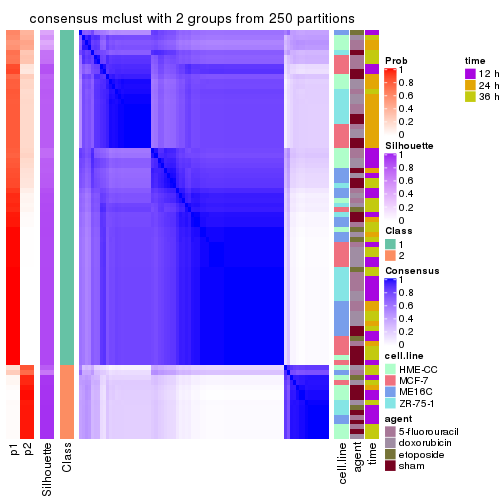 consensus mclust with 2 groups from 250 partitions
Prob
1
0.8
0.6
0.4
0.2
0
time
12 h
24 h
36 h
Silhouette
1
0.8
0.6
0.4
0.2
0
Class
1
2
Consensus
1
0.8
0.6
0.4
0.2
0
cell.line
HME-CC
MCF-7
ME16C
ZR-75-1
agent
5-fluorouracil
doxorubicin
etoposide
sham
p1
p2
Silhouette
Class
cell.line
agent
time